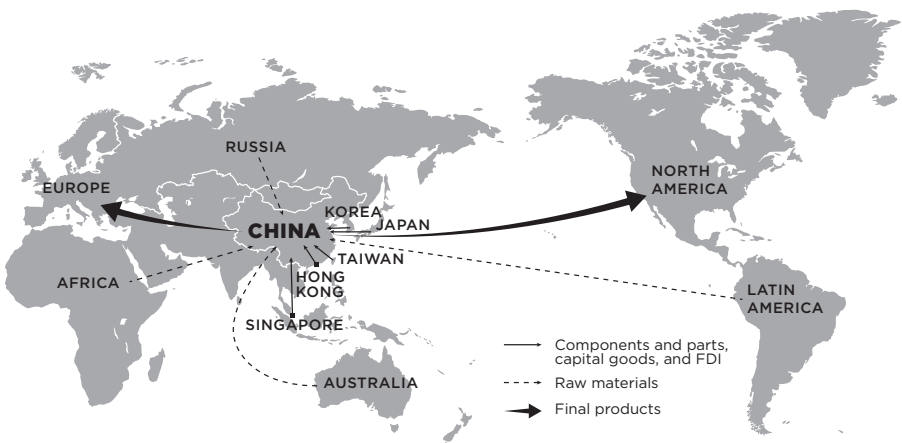 RUSSIA
EUROPE
NORTH
AMERICA
KOREA
JAPAN
CHINA
TAIWAN
AFRICA
HONG
KONG
LATIN
AMERICA
SINGAPORE
AUSTRALIA
Components and parts,
capital goods, and FDI
Raw materials
Final products